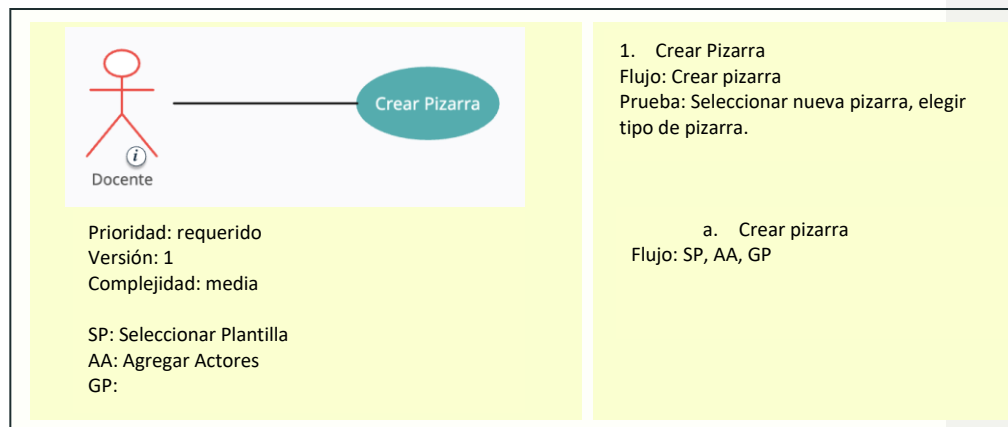 Crear Pizarra
i
Docente
Prioridad: requerido
Versión: 1
Complejidad: media
SP: Seleccionar Plantilla
AA: Agregar Actores
GP:
1. Crear Pizarra
Flujo: Crear pizarra
Prueba: Seleccionar nueva pizarra, elegir
tipo de pizarra.
a. Crear pizarra
Flujo: SP, AA, GP